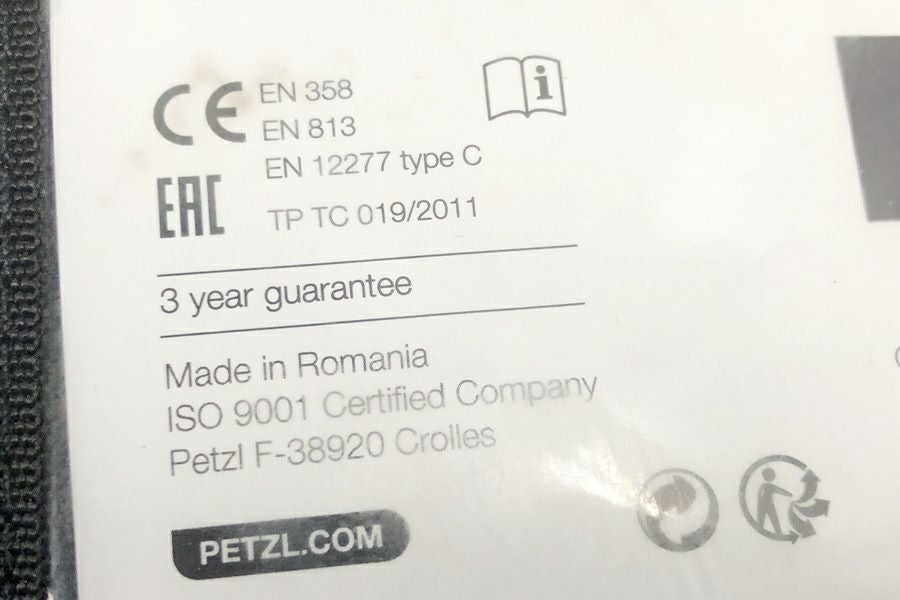 CE EN 358
EN 813
EN 12277 type C
EAC TP TC 019/2011
i
3 year guarantee
Made in Romania
ISO 9001 Certified Company
Petzl F-38920 Crolles
PETZL.COM